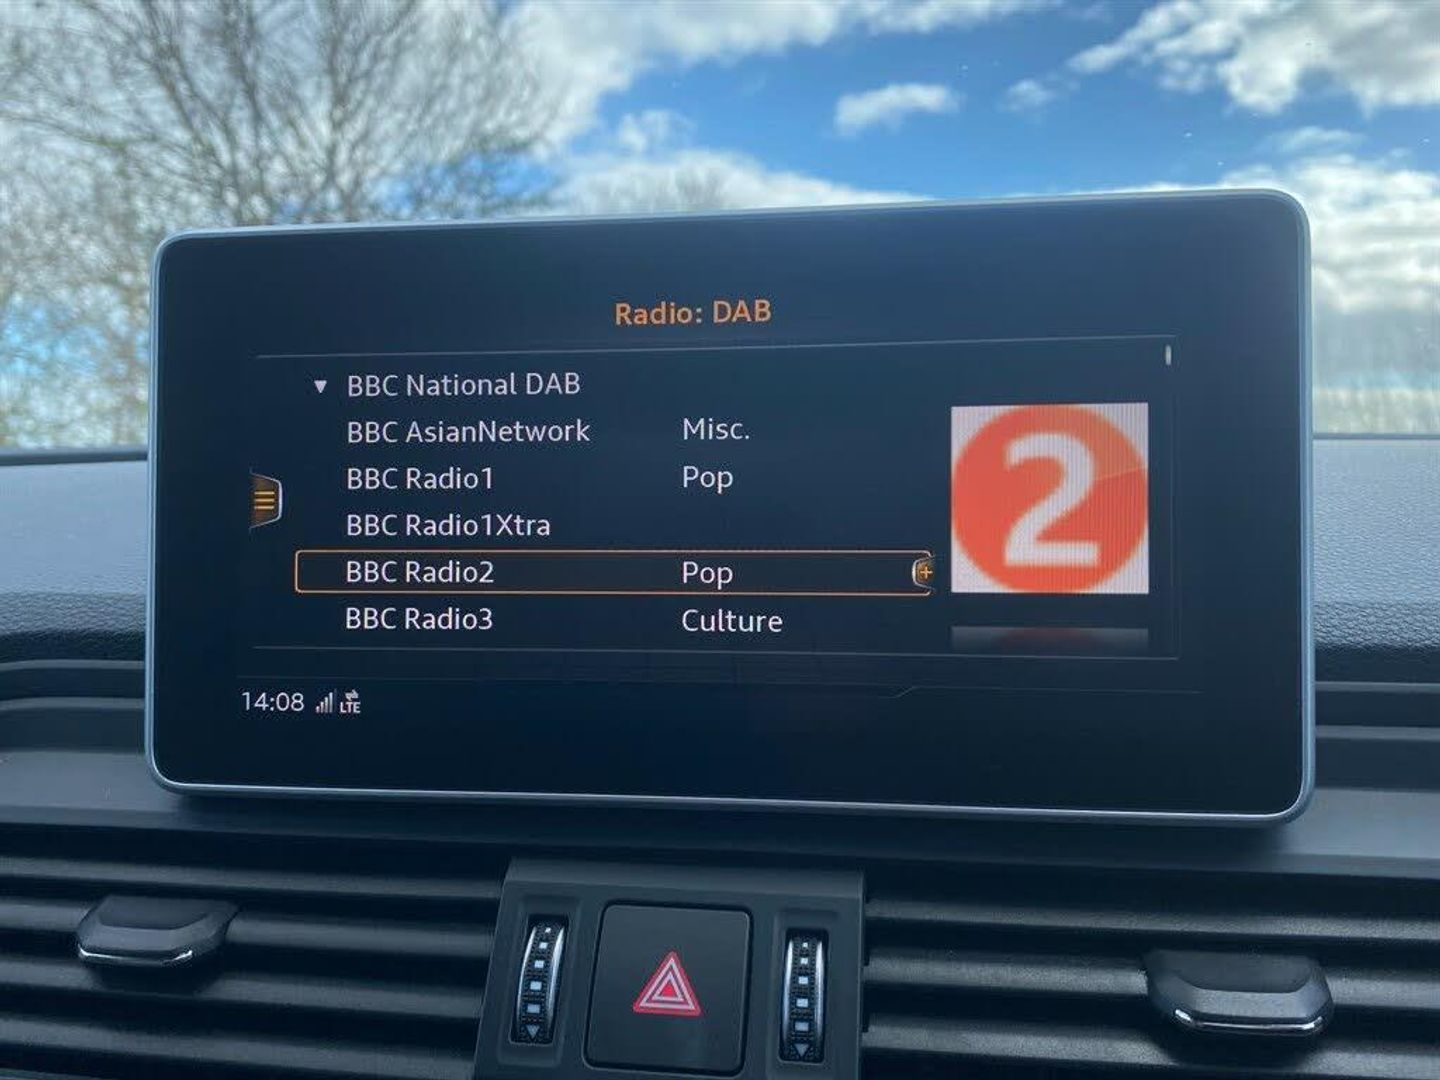 Radio: DAB
▼ BBC National DAB
BBC AsianNetwork Misc.
BBC Radio1 Pop
BBC Radio1Xtra
BBC Radio2 Pop
BBC Radio3 Culture
2
14:08 LTE